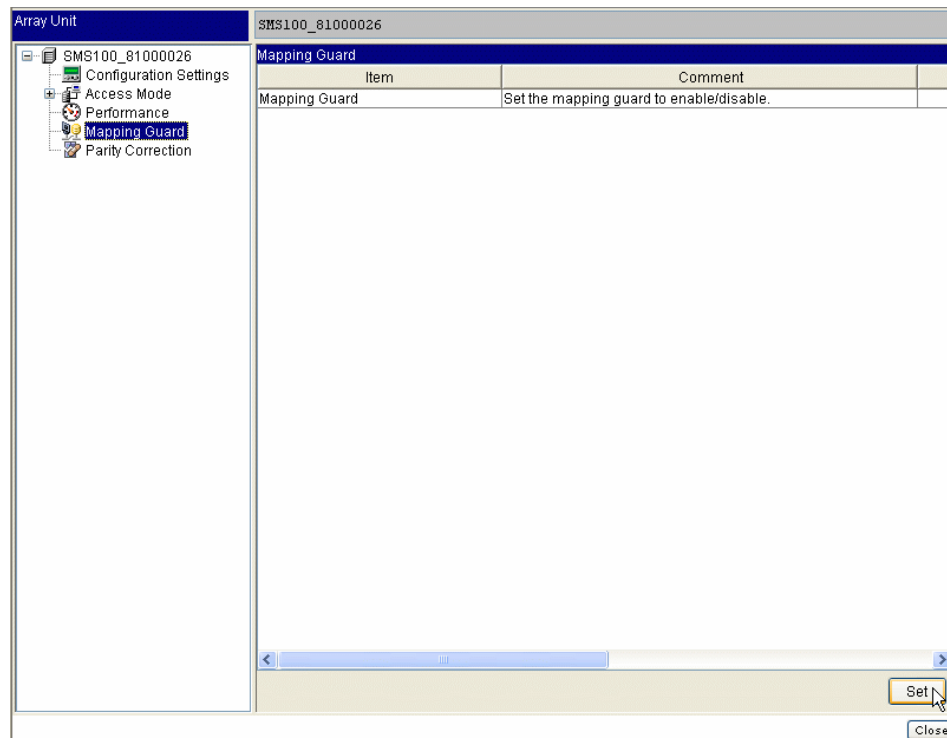 Array Unit
SMS100_81000026
SMS100_81000026
Configuration Settings
Access Mode
Performance
Mapping Guard
Parity Correction
Mapping Guard
Item Comment
Mapping Guard Set the mapping guard to enable/disable.
Set
Close